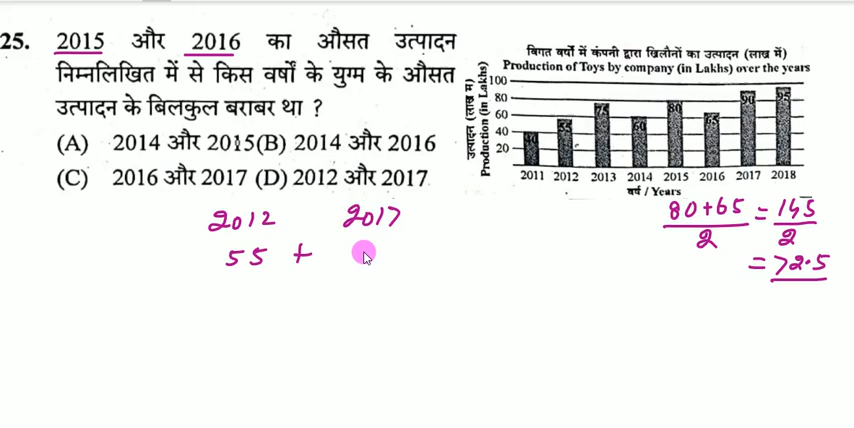 25. 2015 और 2016 का औसत उत्पादन
निम्नलिखित में से किस वर्षों के युग्म के औसत
उत्पादन के बिलकुल बराबर था ?
(A) 2014 और 2015(B) 2014 और 2016
(C) 2016 और 2017 (D) 2012 और 2017
विगत वर्षों में कंपनी द्वारा खिलौनों का उत्पादन (लाख में)
Production of Toys by company (in Lakhs) over the years
उत्पादन (लाख में)
Production (in Lakhs)
100
80
60
40
20
40 55 75 60 80 65 90 95
2011 2012 2013 2014 2015 2016 2017 2018
वर्ष / Years
2012 2017
55 +
80+65 = 145
2 2
= 72.5